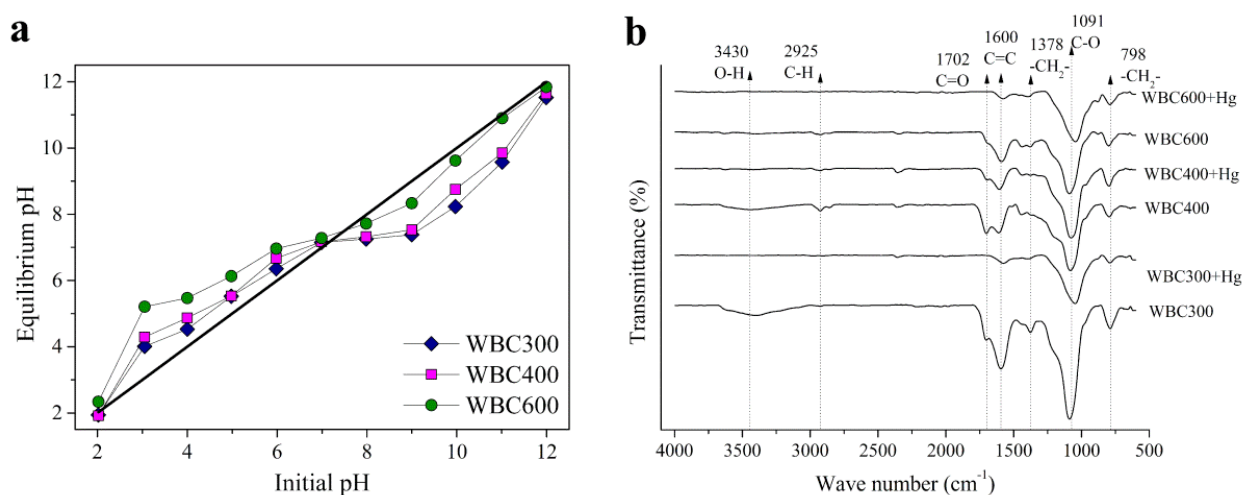 a
Equilibrium pH
12
10
8
6
4
2
2
4
6
8
10
12
Initial pH
WBC300
WBC400
WBC600
b
3430
O-H
2925
C-H
1702
C=O
1600
C=C
1378
-CH₂-
1091
C-O
798
-CH₂-
WBC600+Hg
WBC600
WBC400+Hg
WBC400
WBC300+Hg
WBC300
Transmittance (%)
4000
3500
3000
2500
2000
1500
1000
500
Wave number (cm⁻¹)